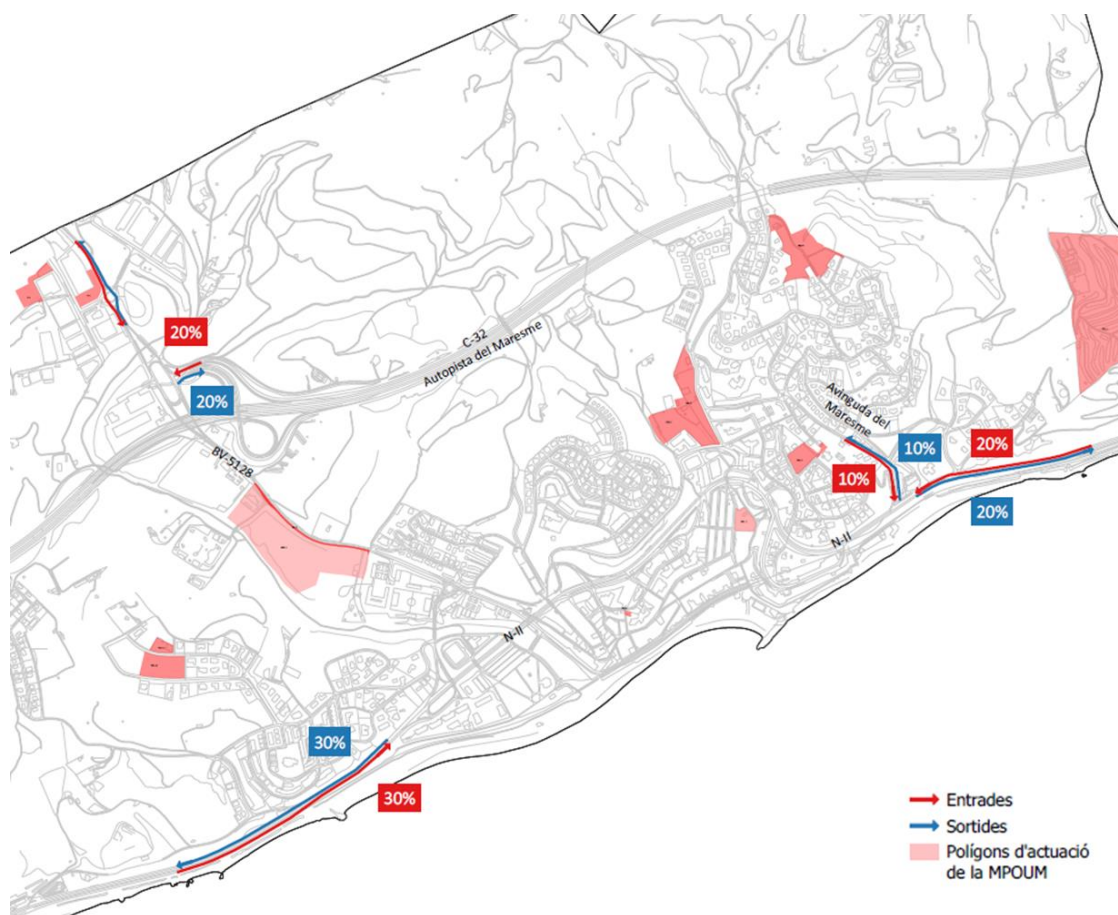 20%
C-32
Autopista del Maresme
20%
Avinguda del
Maresme
10%
20%
BV-5128
10%
20%
N-II
N-II
30%
30%
Entrades
Sortides
Polígons d'actuació
de la MPOUM